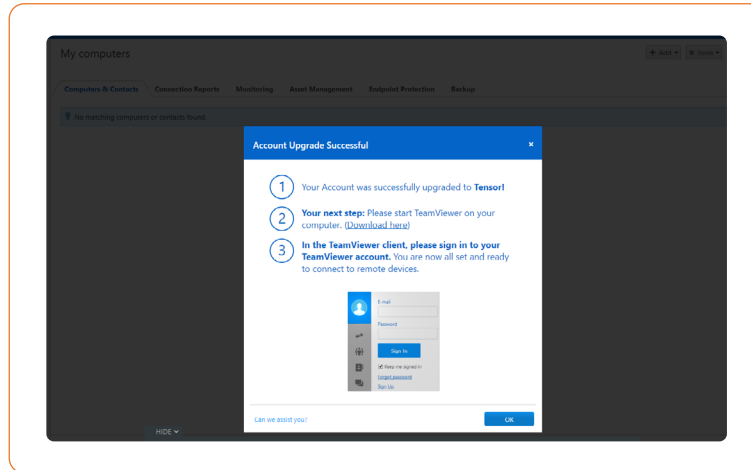 My computers
+ Add
Computers & Contacts Connection Reports Monitoring Asset Management Endpoint Protection Backup
No matching computers or contacts found.
Account Upgrade Successful ×
1 Your Account was successfully upgraded to Tensor!
2 Your next step: Please start TeamViewer on your
computer. (Download here)
3 In the TeamViewer client, please sign in to your
TeamViewer account. You are now all set and ready
to connect to remote devices.
E-mail
Password
Sign In
Keep me signed in
Forgot password
Sign Up
Can we assist you? OK
HIDE